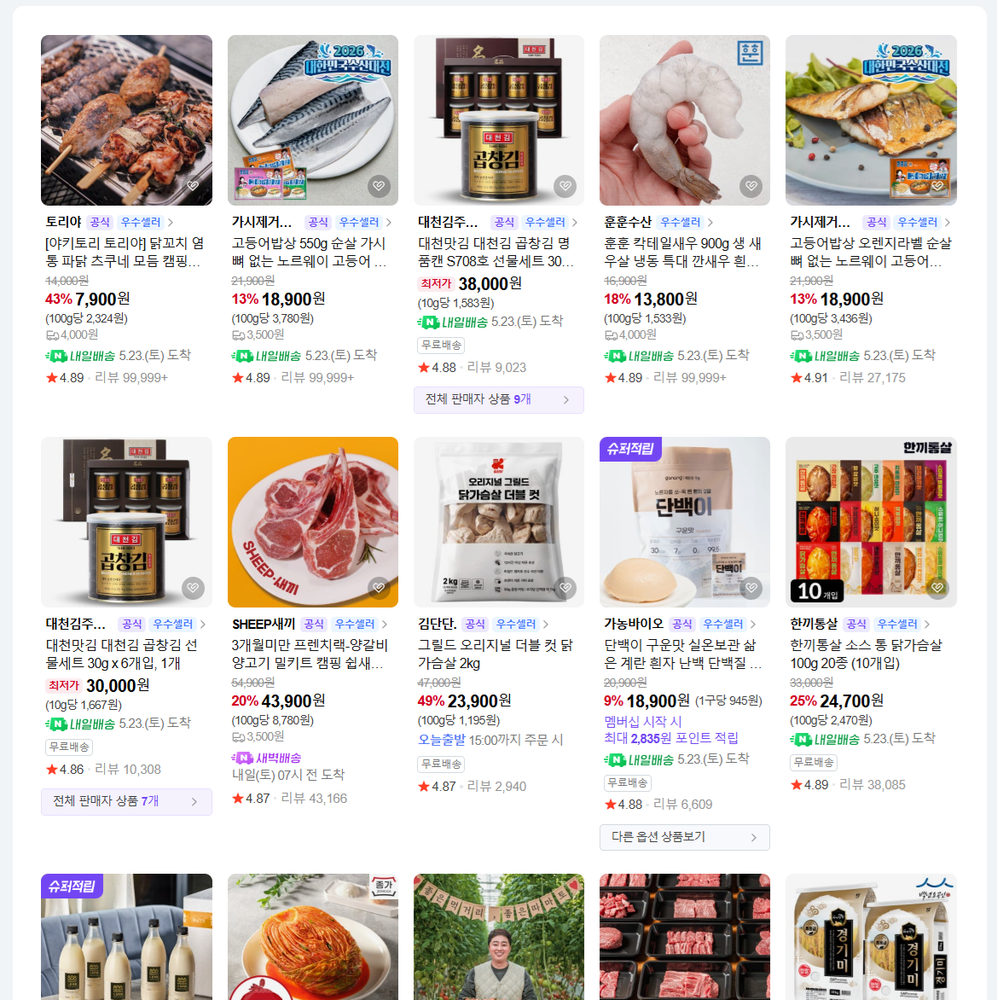 2026
대한민국수산대전
대천김
곱창김
훈훈
2026
대한민국수산대전
토리야 공식 우수셀러
[야키토리 토리야] 닭꼬치 염
통 파닭 츠쿠네 모듬 캠핑...
14,000원
43% 7,900원
(100g당 2,324원)
4,000원
N 내일배송 5.23.(토) 도착
4.89 · 리뷰 99,999+
가시제거... 공식 우수셀러
고등어밥상 550g 순살 가시
뼈 없는 노르웨이 고등어 ...
21,900원
13% 18,900원
(100g당 3,780원)
3,500원
N 내일배송 5.23.(토) 도착
4.89 · 리뷰 99,999+
대천김주... 공식 우수셀러
대천맛김 대천김 곱창김 명
품캔 S708호 선물세트 30...
최저가 38,000원
(10g당 1,583원)
N 내일배송 5.23.(토) 도착
무료배송
4.88 · 리뷰 9,023
전체 판매자 상품 9개
훈훈수산 우수셀러
훈훈 칵테일새우 900g 생 새
우살 냉동 특대 깐새우 흰...
16,900원
18% 13,800원
(100g당 1,533원)
4,000원
N 내일배송 5.23.(토) 도착
4.89 · 리뷰 99,999+
가시제거... 공식 우수셀러
고등어밥상 오렌지라벨 순살
뼈 없는 노르웨이 고등어...
21,900원
13% 18,900원
(100g당 3,436원)
3,500원
N 내일배송 5.23.(토) 도착
4.91 · 리뷰 27,175
대천김
곱창김
SHEEP새끼
오리지널 그릴드
닭가슴살 더블 컷
2kg
슈퍼적립
단백이
구운맛
단백이
한끼통살
10개입
대천김주... 공식 우수셀러
대천맛김 대천김 곱창김 선
물세트 30g x 6개입, 1개
최저가 30,000원
(10g당 1,667원)
N 내일배송 5.23.(토) 도착
무료배송
4.86 · 리뷰 10,308
전체 판매자 상품 7개
SHEEP새끼 공식 우수셀러
3개월미만 프렌치랙-양갈비
양고기 밀키트 캠핑 쉽새...
54,900원
20% 43,900원
(100g당 8,780원)
3,500원
N 새벽배송
내일(토) 07시 전 도착
4.87 · 리뷰 43,166
김단단. 공식 우수셀러
그릴드 오리지널 더블 컷 닭
가슴살 2kg
47,000원
49% 23,900원
(100g당 1,195원)
오늘출발 15:00까지 주문 시
무료배송
4.87 · 리뷰 2,940
가농바이오 공식 우수셀러
단백이 구운맛 실온보관 삶
은 계란 흰자 난백 단백질 ...
20,900원
9% 18,900원 (1구당 945원)
멤버십 시작 시
최대 2,835원 포인트 적립
N 내일배송 5.23.(토) 도착
무료배송
4.88 · 리뷰 6,609
다른 옵션 상품보기
한끼통살 공식 우수셀러
한끼통살 소스 통 닭가슴살
100g 20종 (10개입)
33,000원
25% 24,700원
(100g당 2,470원)
N 내일배송 5.23.(토) 도착
무료배송
4.89 · 리뷰 38,085
슈퍼적립
종가
좋은먹거리, 좋은따마토
경기미
경기미
경기미